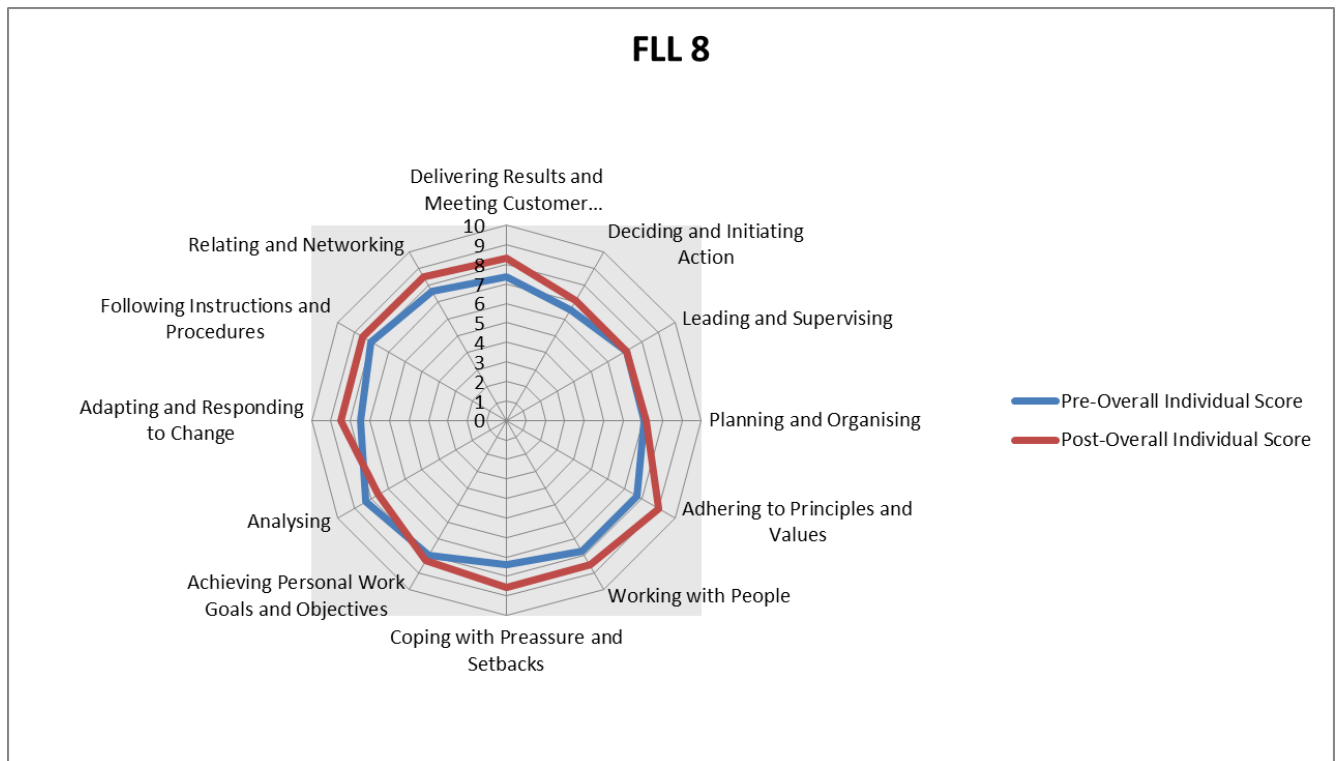 FLL 8
Delivering Results and
Meeting Customer...
Deciding and Initiating
Action
Leading and Supervising
Planning and Organising
Adhering to Principles and
Values
Working with People
Coping with Preassure and
Setbacks
Achieving Personal Work
Goals and Objectives
Analysing
Adapting and Responding
to Change
Following Instructions and
Procedures
Relating and Networking
10
9
8
7
6
5
4
3
2
1
0
Pre-Overall Individual Score
Post-Overall Individual Score